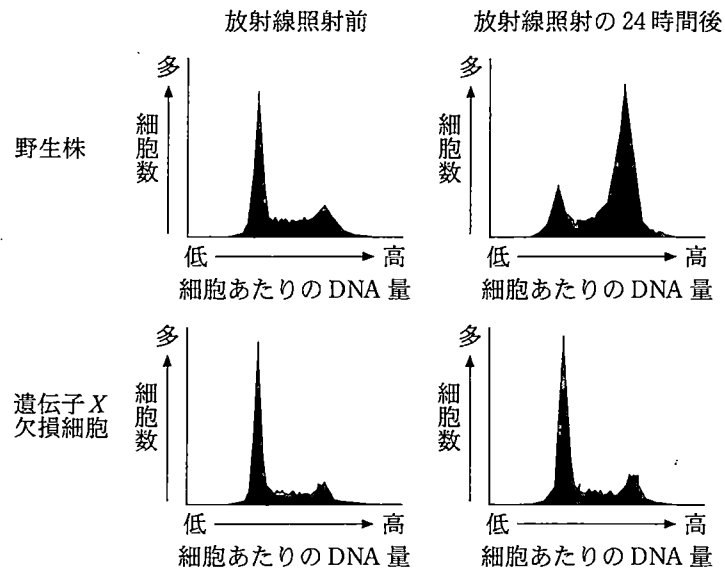 放射線照射前
放射線照射の24時間後
野生株
多
細胞数
低
高
細胞あたりのDNA量
多
細胞数
低
高
細胞あたりのDNA量
遺伝子X
欠損細胞
多
細胞数
低
高
細胞あたりのDNA量
多
細胞数
低
高
細胞あたりのDNA量